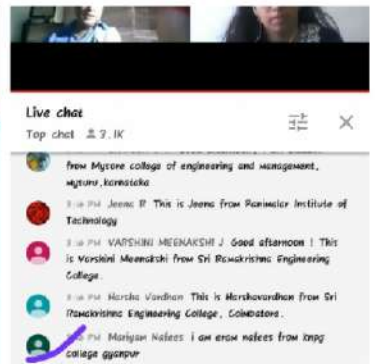 Live chat
Top chat 3.1K
from Mysore college of engineering and management,
mysuru,karnataka
PM Jeena R This is Jeena from Panimalar Institute of
Technology
PM VARSHINI MEENAKSHI J Good afternoon ! This
is Varshini Meenakshi from Sri Ramakrishna Engineering
College.
PM Harsha Vardhan This is Harshavardhan from Sri
Ramakrishna Engineering College, Coimbatore.
PM Mariyam Nafees i am eram nafees from knpg
college gyanpur